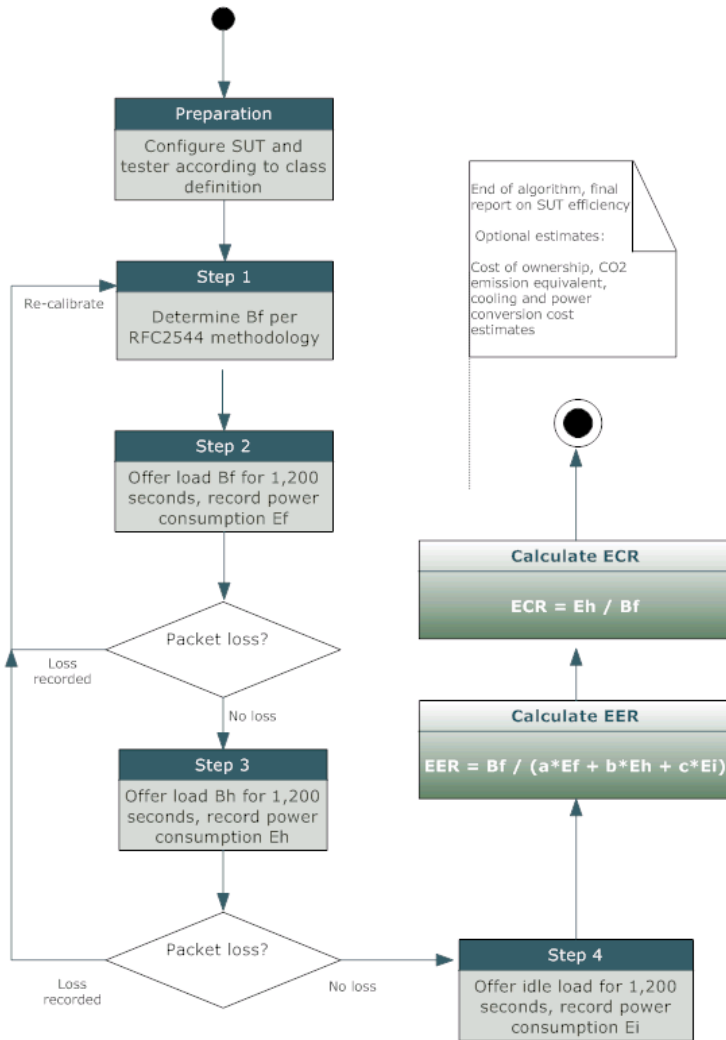 Preparation
Configure SUT and
tester according to class
definition
Step 1
Determine Bf per
RFC2544 methodology
Re-calibrate
Step 2
Offer load Bf for 1,200
seconds, record power
consumption Ef
Packet loss?
Loss
recorded
No loss
Step 3
Offer load Bh for 1,200
seconds, record power
consumption Eh
Packet loss?
Loss
recorded
No loss
Step 4
Offer idle load for 1,200
seconds, record power
consumption Ei
Calculate EER
EER = Bf / (a*Ef + b*Eh + c*Ei)
Calculate ECR
ECR = Eh / Bf
End of algorithm, final
report on SUT efficiency
Optional estimates:
Cost of ownership, CO2
emission equivalent,
cooling and power
conversion cost
estimates